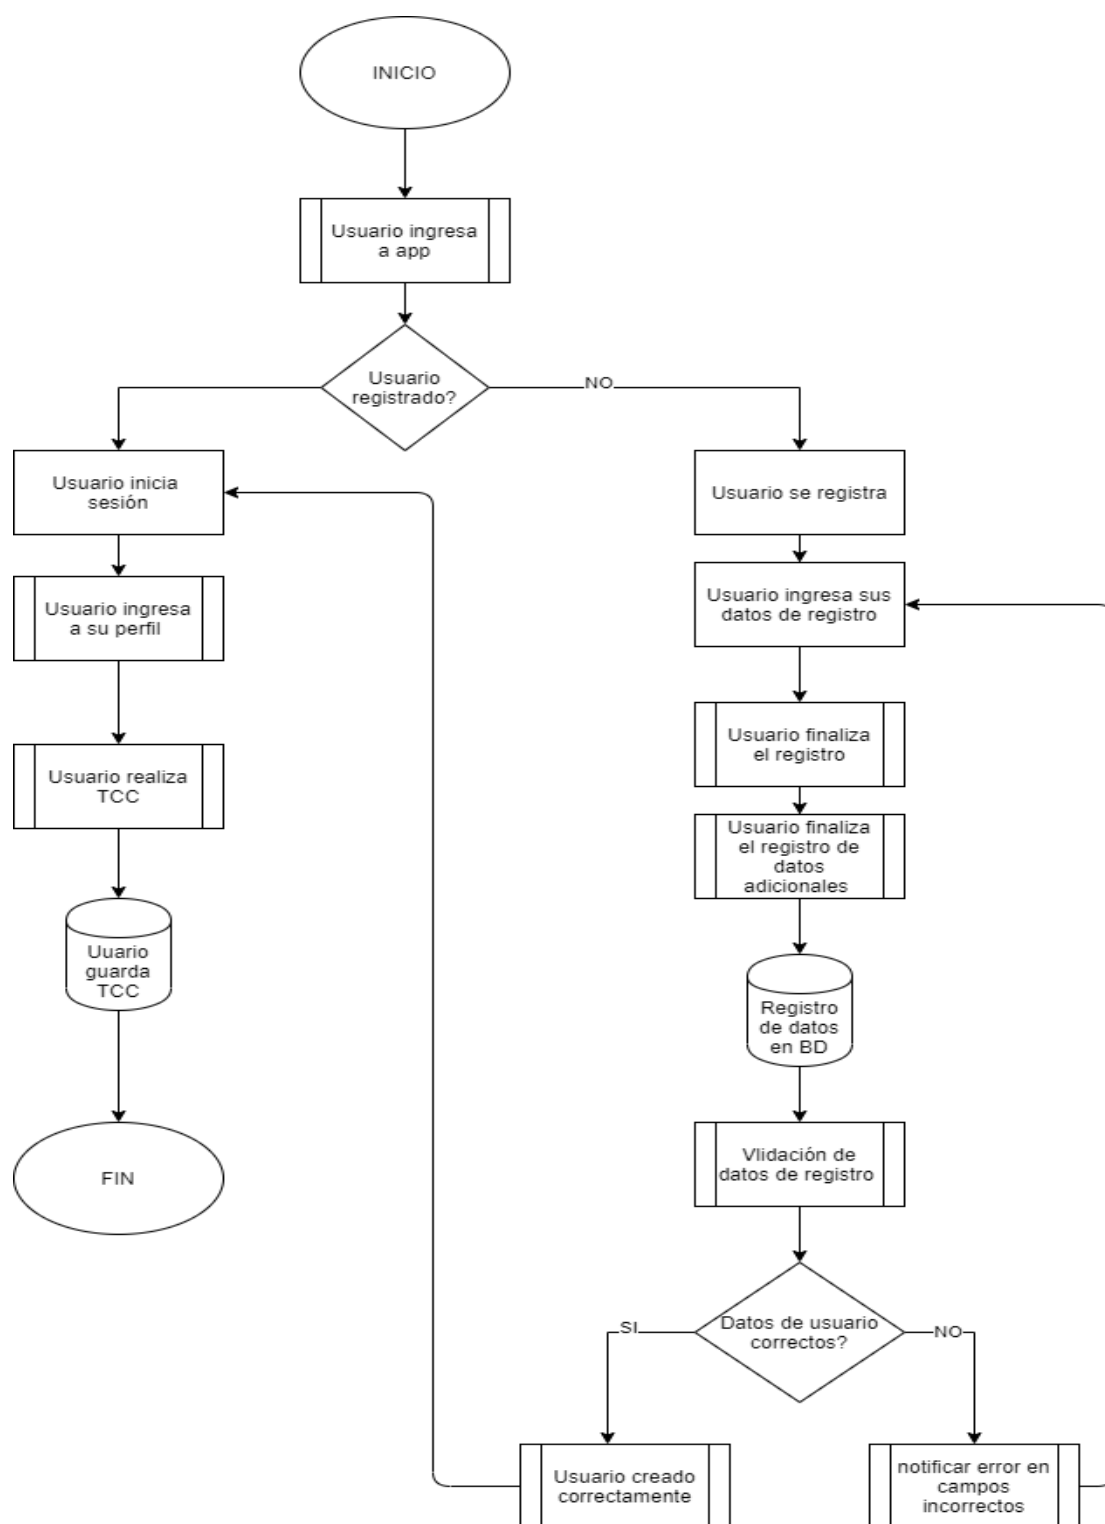 INICIO
Usuario ingresa
a app
Usuario
registrado?
NO
Usuario inicia
sesión
Usuario se registra
Usuario ingresa
a su perfil
Usuario ingresa sus
datos de registro
Usuario realiza
TCC
Usuario finaliza
el registro
Usuario finaliza
el registro de
datos
adicionales
Uuario
guarda
TCC
Registro
de datos
en BD
FIN
Vlidación de
datos de registro
Datos de usuario
correctos?
SI
NO
Usuario creado
correctamente
notificar error en
campos
incorrectos